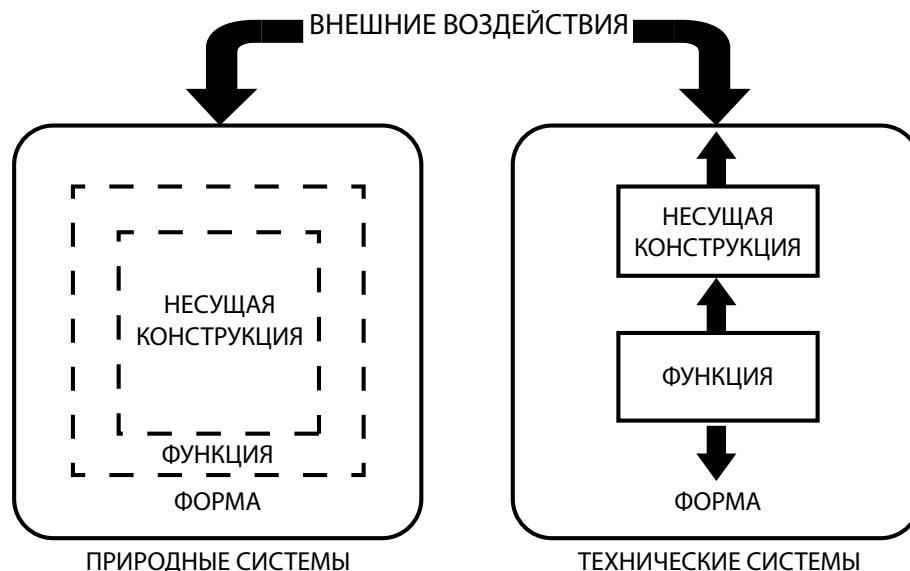 ВНЕШНИЕ ВОЗДЕЙСТВИЯ
НЕСУЩАЯ
КОНСТРУКЦИЯ
ФУНКЦИЯ
ФОРМА
ПРИРОДНЫЕ СИСТЕМЫ
НЕСУЩАЯ
КОНСТРУКЦИЯ
ФУНКЦИЯ
ФОРМА
ТЕХНИЧЕСКИЕ СИСТЕМЫ